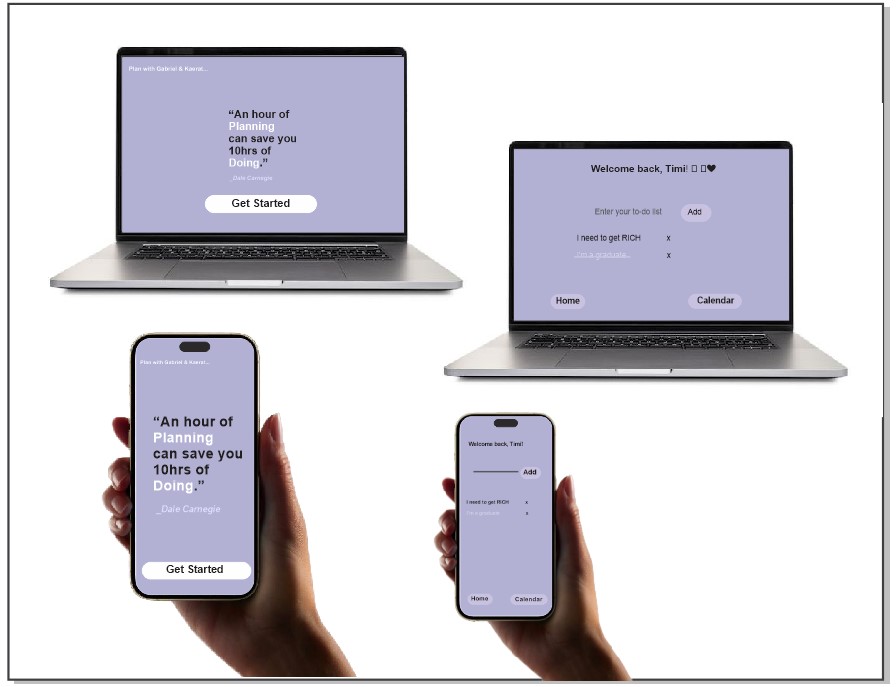 Plan with Gabriel & Kaerat...
“An hour of
Planning
can save you
10hrs of
Doing.”
_Dale Carnegie
Get Started
Welcome back, Timi! ♥
Enter your to-do list
Add
I need to get RICH x
...I'm a graduate... x
Home
Calendar
Plan with Gabriel & Kaerat...
“An hour of
Planning
can save you
10hrs of
Doing.”
_Dale Carnegie
Get Started
Welcome back, Timi!
Add
I need to get RICH x
I'm a graduate x
Home
Calendar